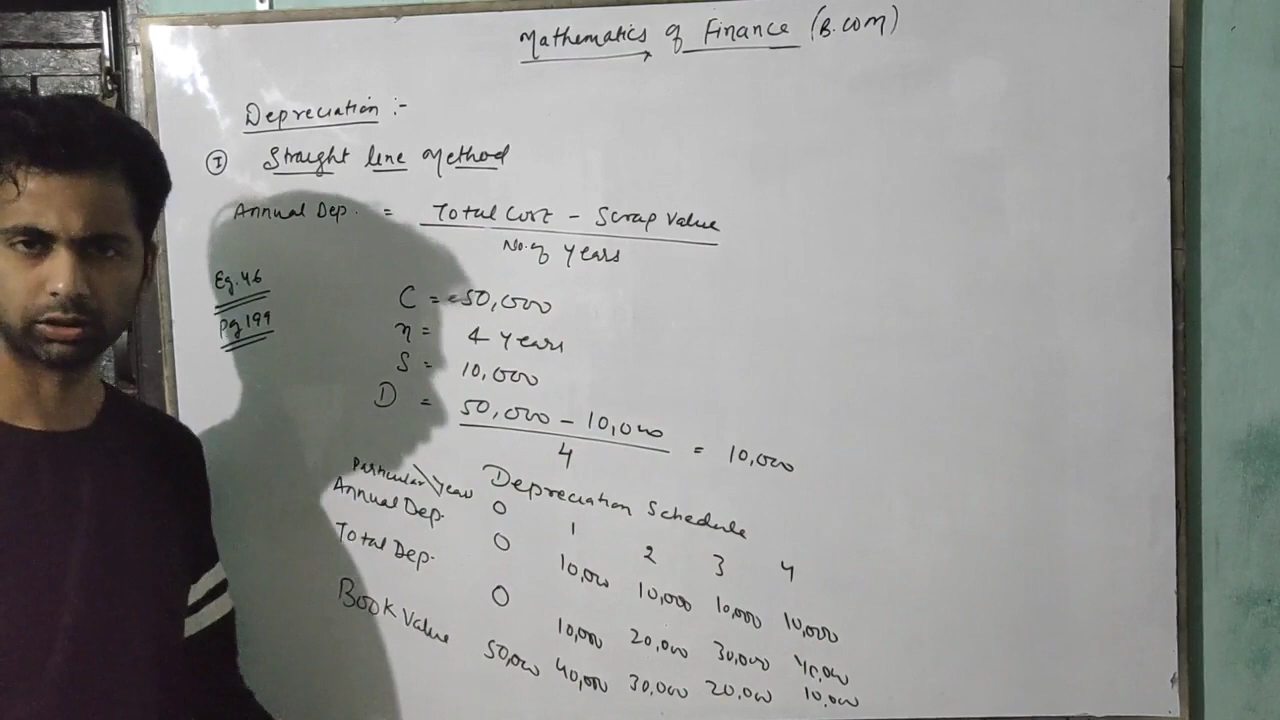 Mathematics of Finance (B.com)
Depreciation :-
I Straight line Method
Annual Dep. = Total Cost - Scrap Value
No. of Years
Eg. 46
Pg 199
C = 50,000
n = 4 Years
S = 10,000
D = 50,000 - 10,000 = 10,000
4
Depreciation Schedule
Particular\Year 0 1 2 3 4
Annual Dep. 0 10,000 10,000 10,000 10,000
Total Dep. 0 10,000 20,000 30,000 40,000
Book Value 50,000 40,000 30,000 20,000 10,000